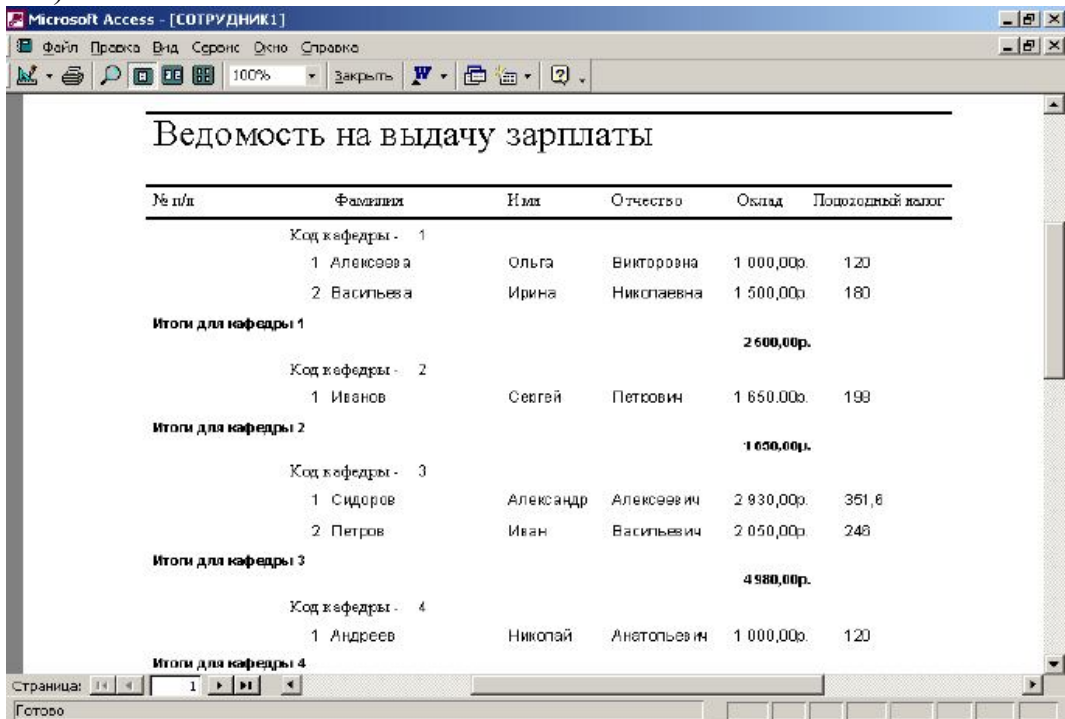 Microsoft Access - [СОТРУДНИК1]
Файл Правка Вид Сервис Окно Справка
100% Закрыть
Ведомость на выдачу зарплаты
№ п/п Фамилия Имя Отчество Оклад Подоходный налог
Код кафедры - 1
1 Алексеева Ольга Викторовна 1 000,00р. 120
2 Васильева Ирина Николаевна 1 500,00р. 180
Итоги для кафедры 1
2 600,00р.
Код кафедры - 2
1 Иванов Сергей Петрович 1 650,00р. 198
Итоги для кафедры 2
1 650,00р.
Код кафедры - 3
1 Сидоров Александр Алексеевич 2 930,00р. 351,6
2 Петров Иван Васильевич 2 050,00р. 246
Итоги для кафедры 3
4 980,00р.
Код кафедры - 4
1 Андреев Николай Анатольевич 1 000,00р. 120
Итоги для кафедры 4
Страница: 1
Готово